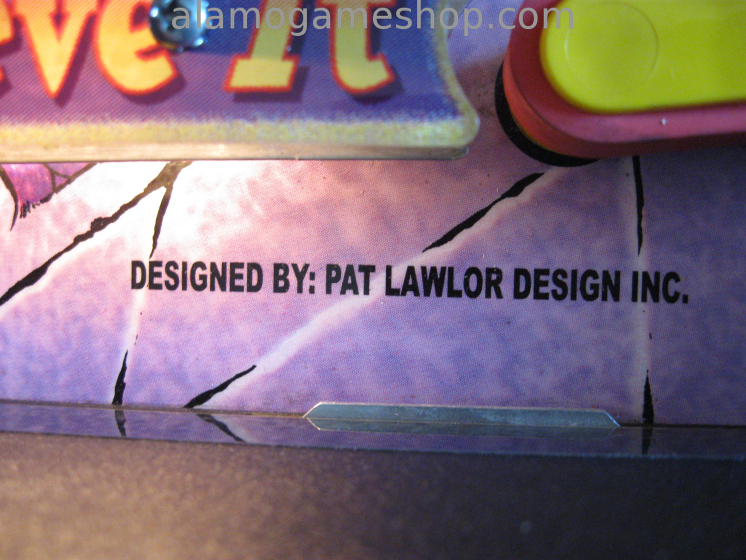 alamogameshop.com
eve It
DESIGNED BY: PAT LAWLOR DESIGN INC.